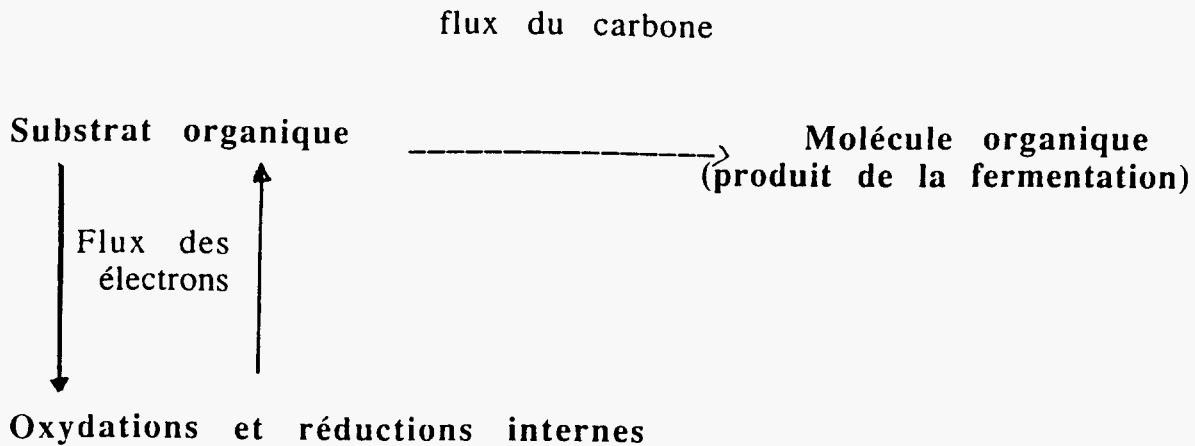 flux du carbone
Substrat organique
Molécule organique
(produit de la fermentation)
Flux des
électrons
Oxydations et réductions internes